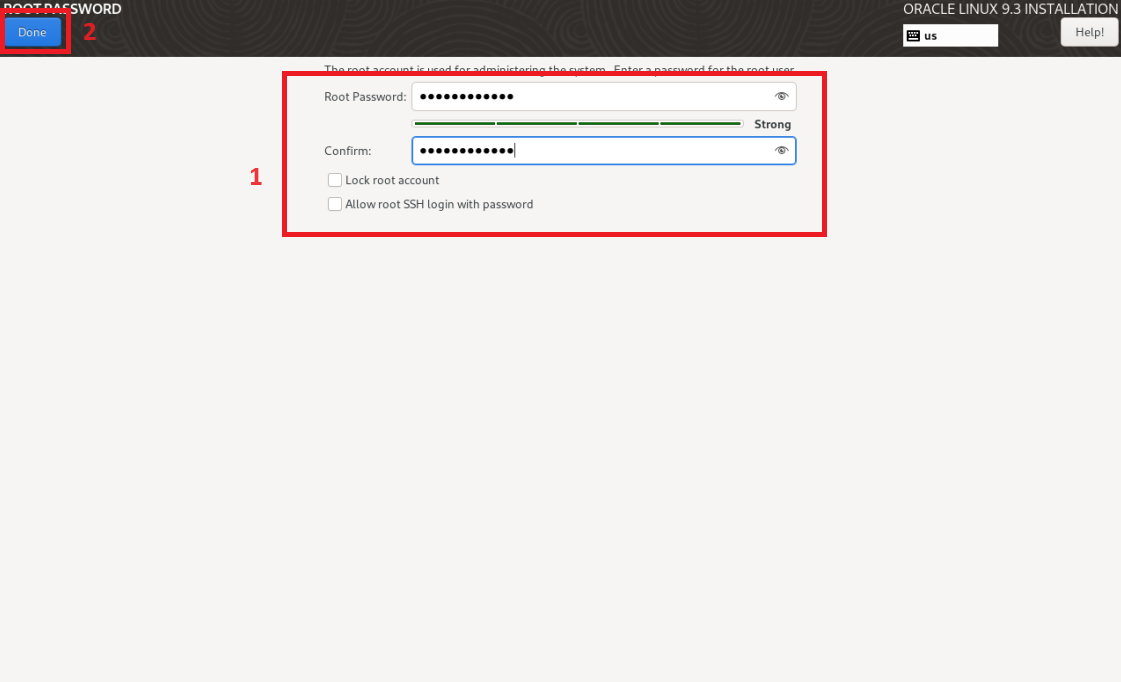 ROOT PASSWORD
ORACLE LINUX 9.3 INSTALLATION
Done
2
us
Help!
The root account is used for administering the system. Enter a password for the root user.
Root Password: ●●●●●●●●●●●●
Strong
1
Confirm: ●●●●●●●●●●●●
Lock root account
Allow root SSH login with password